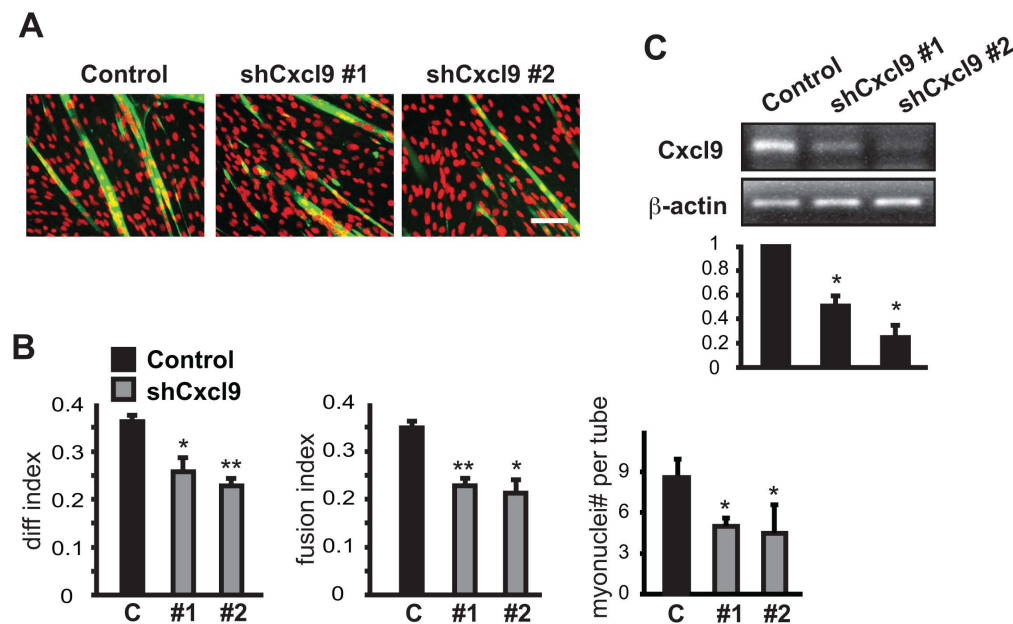 A
Control shCxcl9 #1 shCxcl9 #2
C
Control shCxcl9 #1 shCxcl9 #2
Cxcl9
β-actin
1
0.8
0.6
0.4
0.2
0
* *
B
Control
shCxcl9
diff index
0.4
0.3
0.2
0.1
0
* **
C #1 #2
fusion index
0.4
0.3
0.2
0.1
0
** *
C #1 #2
myonuclei# per tube
9
6
3
0
* *
C #1 #2